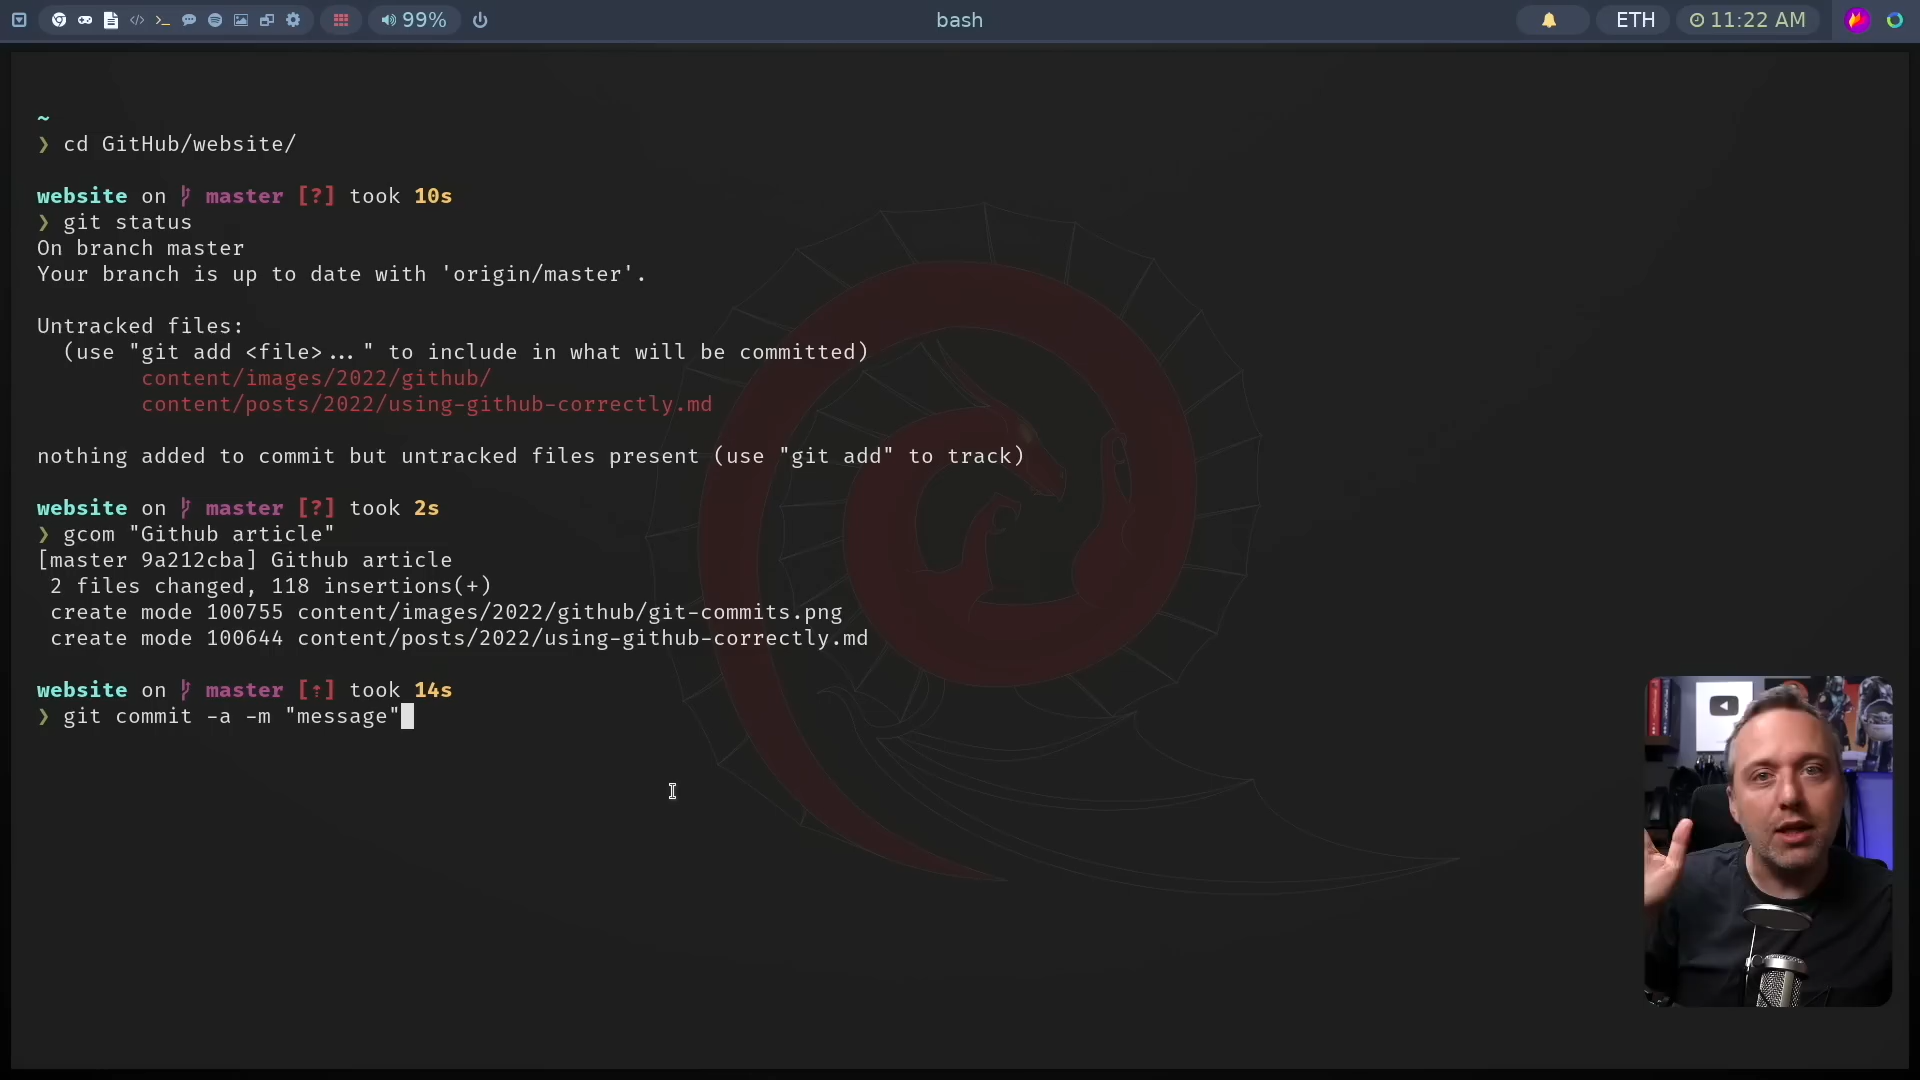 99%
bash
ETH
11:22 AM
~
❯ cd GitHub/website/
website on master [?] took 10s
❯ git status
On branch master
Your branch is up to date with 'origin/master'.
Untracked files:
(use "git add <file>..." to include in what will be committed)
content/images/2022/github/
content/posts/2022/using-github-correctly.md
nothing added to commit but untracked files present (use "git add" to track)
website on master [?] took 2s
❯ gcom "Github article"
[master 9a212cba] Github article
2 files changed, 118 insertions(+)
create mode 100755 content/images/2022/github/git-commits.png
create mode 100644 content/posts/2022/using-github-correctly.md
website on master [⇡] took 14s
❯ git commit -a -m "message"